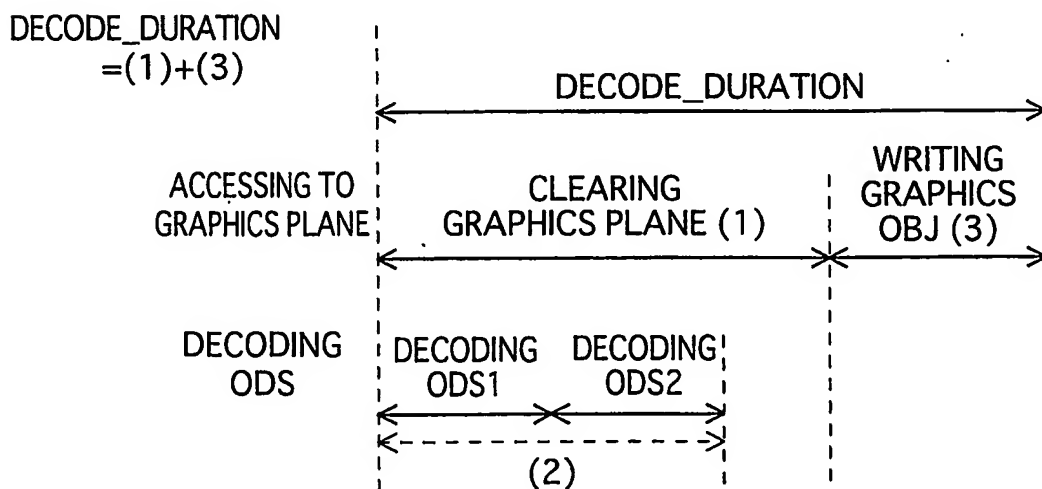 DECODE_DURATION
=(1)+(3)
DECODE_DURATION
ACCESSING TO
GRAPHICS PLANE
CLEARING
GRAPHICS PLANE (1)
WRITING
GRAPHICS
OBJ (3)
DECODING
ODS
DECODING
ODS1
DECODING
ODS2
(2)